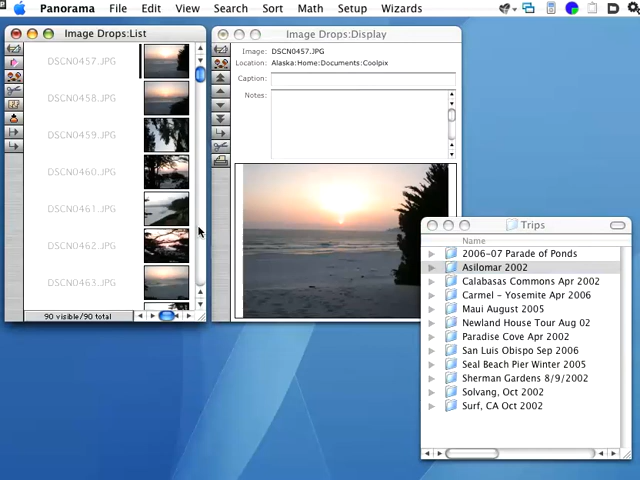 Panorama File Edit View Search Sort Math Setup Wizards
Image Drops:List
DSCN0457.JPG
DSCN0458.JPG
DSCN0459.JPG
DSCN0460.JPG
DSCN0461.JPG
DSCN0462.JPG
DSCN0463.JPG
90 visible/90 total
Image Drops:Display
Image: DSCN0457.JPG
Location: Alaska:Home:Documents:Coolpix
Caption:
Notes:
Trips
Name
2006-07 Parade of Ponds
Asilomar 2002
Calabasas Commons Apr 2002
Carmel - Yosemite Apr 2006
Maui August 2005
Newland House Tour Aug 02
Paradise Cove Apr 2002
San Luis Obispo Sep 2006
Seal Beach Pier Winter 2005
Sherman Gardens 8/9/2002
Solvang, Oct 2002
Surf, CA Oct 2002